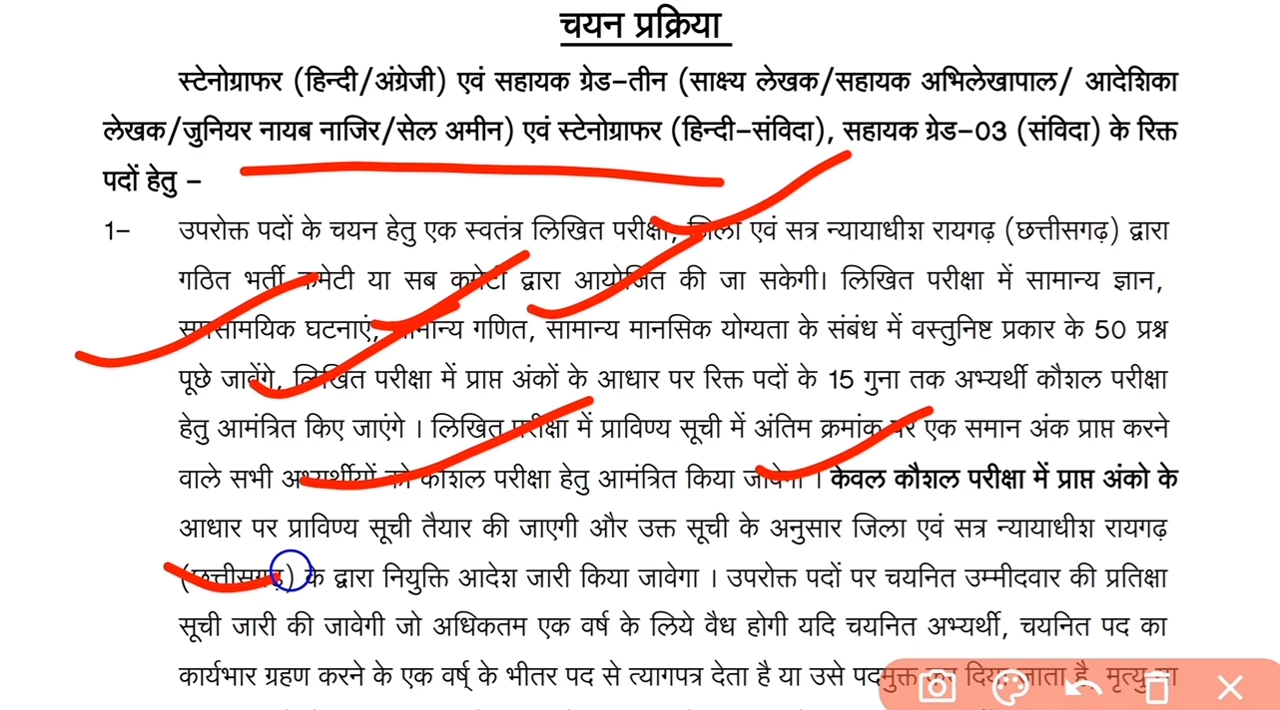 चयन प्रक्रिया
स्टेनोग्राफर (हिन्दी/अंग्रेजी) एवं सहायक ग्रेड–तीन (साक्ष्य लेखक/सहायक अभिलेखापाल/ आदेशिका
लेखक/जुनियर नायब नाजिर/सेल अमीन) एवं स्टेनोग्राफर (हिन्दी–संविदा), सहायक ग्रेड–03 (संविदा) के रिक्त
पदों हेतु –
1– उपरोक्त पदों के चयन हेतु एक स्वतंत्र लिखित परीक्षा, जिला एवं सत्र न्यायाधीश रायगढ़ (छत्तीसगढ़) द्वारा
गठित भर्ती कमेटी या सब कमेटी द्वारा आयोजित की जा सकेगी। लिखित परीक्षा में सामान्य ज्ञान,
समसामयिक घटनाएं, सामान्य गणित, सामान्य मानसिक योग्यता के संबंध में वस्तुनिष्ट प्रकार के 50 प्रश्न
पूछे जावेंगे, लिखित परीक्षा में प्राप्त अंकों के आधार पर रिक्त पदों के 15 गुना तक अभ्यर्थी कौशल परीक्षा
हेतु आमंत्रित किए जाएंगे । लिखित परीक्षा में प्राविण्य सूची में अंतिम क्रमांक पर एक समान अंक प्राप्त करने
वाले सभी अभ्यर्थीयों को कौशल परीक्षा हेतु आमंत्रित किया जावेगा । केवल कौशल परीक्षा में प्राप्त अंको के
आधार पर प्राविण्य सूची तैयार की जाएगी और उक्त सूची के अनुसार जिला एवं सत्र न्यायाधीश रायगढ़
(छत्तीसगढ़) के द्वारा नियुक्ति आदेश जारी किया जावेगा । उपरोक्त पदों पर चयनित उम्मीदवार की प्रतिक्षा
सूची जारी की जावेगी जो अधिकतम एक वर्ष के लिये वैध होगी यदि चयनित अभ्यर्थी, चयनित पद का
कार्यभार ग्रहण करने के एक वर्ष् के भीतर पद से त्यागपत्र देता है या उसे पदमुक्त कर दिया जाता है, मृत्यु या